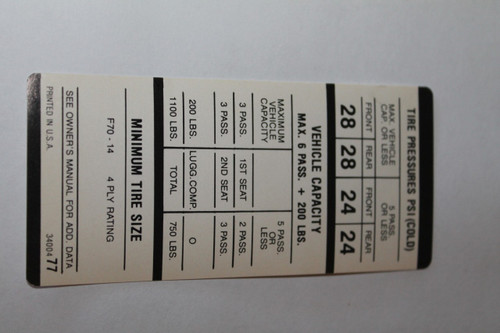 TIRE PRESSURES PSI (COLD)
MAX. VEHICLE 5 PASS.
CAP. OR LESS OR LESS
FRONT REAR FRONT REAR
28 28 24 24
VEHICLE CAPACITY
MAX. 6 PASS. + 200 LBS.
MAXIMUM 5 PASS.
VEHICLE OR
CAPACITY LESS
3 PASS. 1ST SEAT 2 PASS.
3 PASS. 2ND SEAT 3 PASS.
200 LBS. LUGG.COMP. O
1100 LBS. TOTAL 750 LBS.
MINIMUM TIRE SIZE
F70-14 4 PLY RATING
SEE OWNER'S MANUAL FOR ADD. DATA
PRINTED IN U.S.A. 34004 77